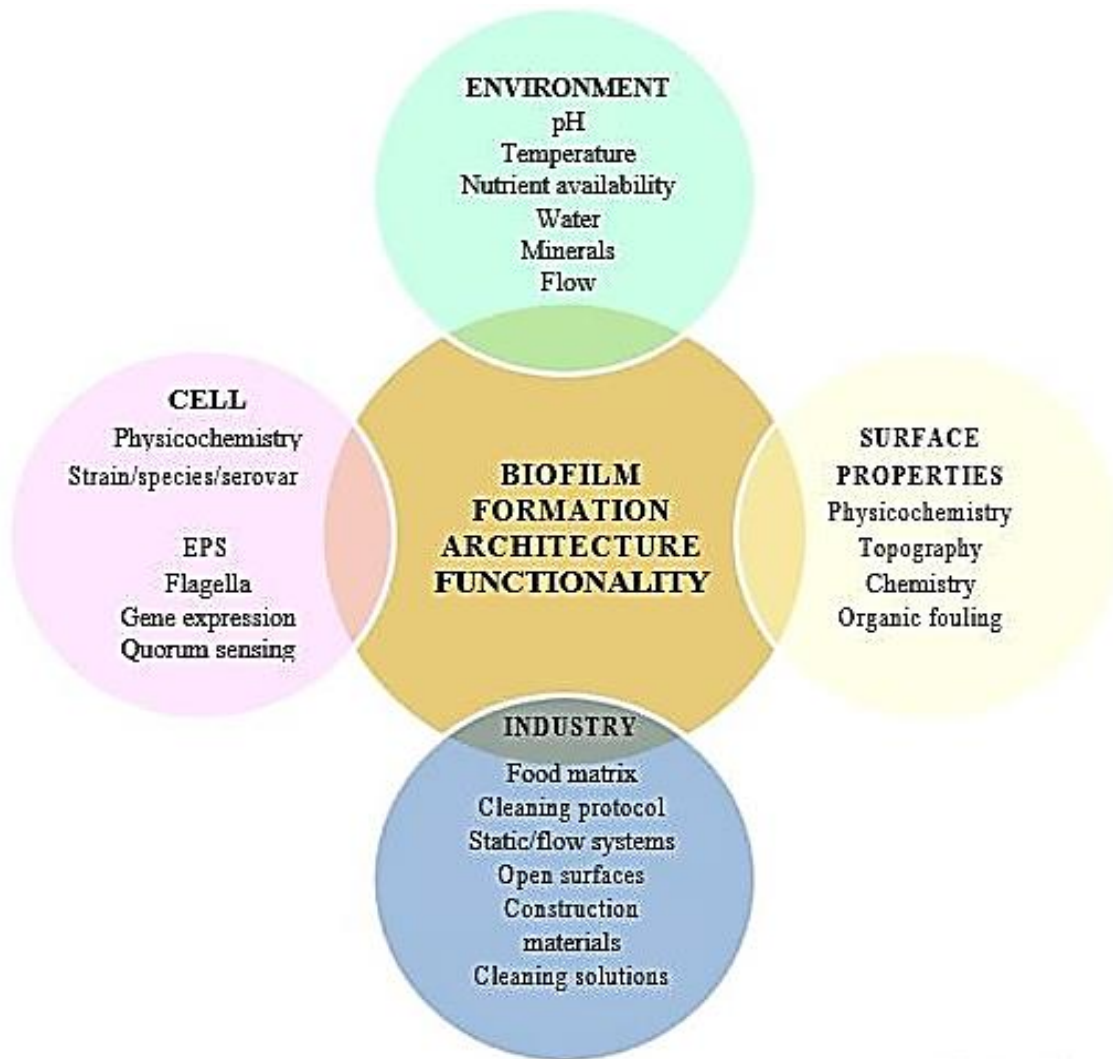 ENVIRONMENT
pH
Temperature
Nutrient availability
Water
Minerals
Flow
CELL
Physicochemistry
Strain/species/serovar
EPS
Flagella
Gene expression
Quorum sensing
BIOFILM
FORMATION
ARCHITECTURE
FUNCTIONALITY
SURFACE
PROPERTIES
Physicochemistry
Topography
Chemistry
Organic fouling
INDUSTRY
Food matrix
Cleaning protocol
Static/flow systems
Open surfaces
Construction
materials
Cleaning solutions